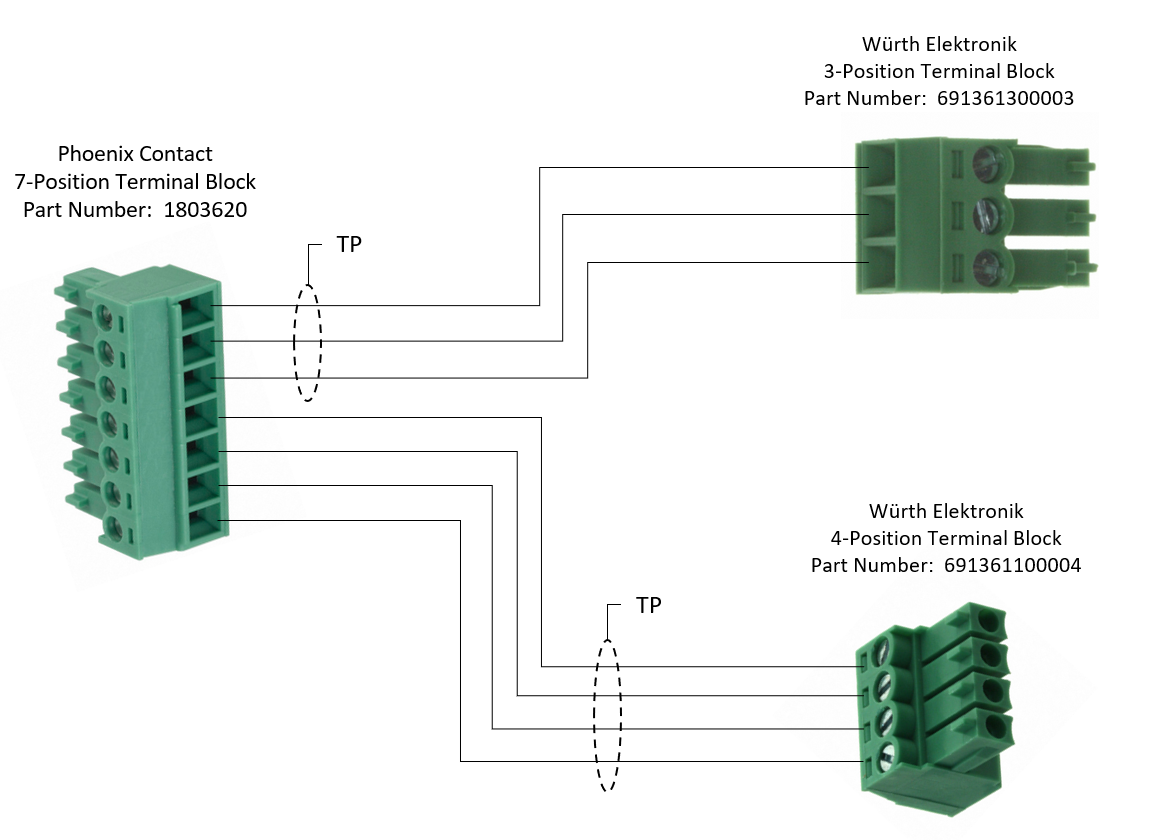 Würth Elektronik
3-Position Terminal Block
Part Number: 691361300003
Phoenix Contact
7-Position Terminal Block
Part Number: 1803620
TP
Würth Elektronik
4-Position Terminal Block
Part Number: 691361100004
TP